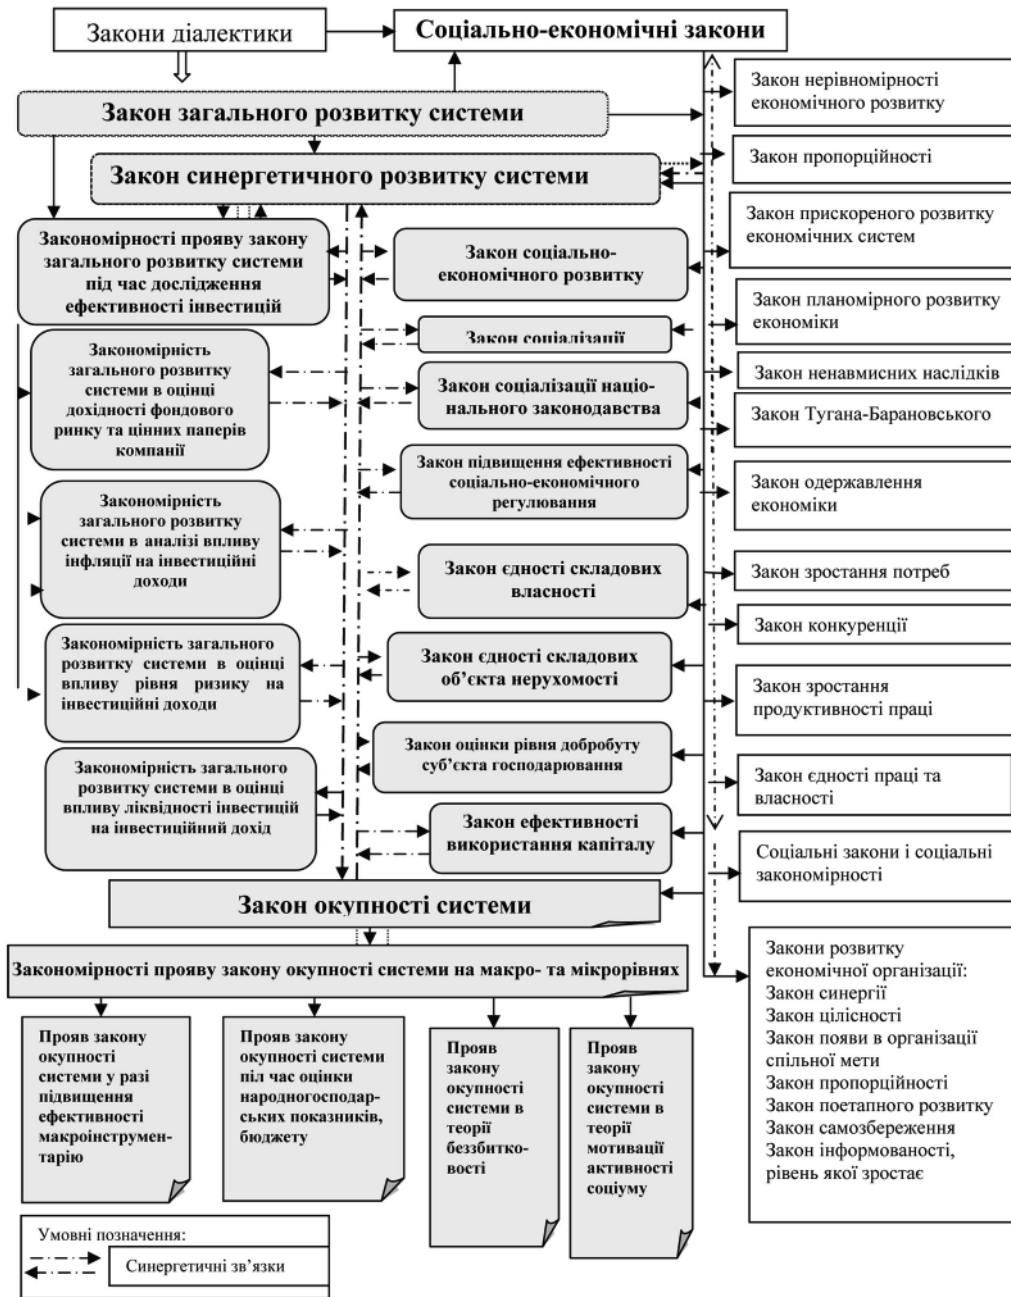 Закони діалектики
Соціально-економічні закони
Закон загального розвитку системи
Закон синергетичного розвитку системи
Закономірності прояву закону
загального розвитку системи
під час дослідження
ефективності інвестицій
Закономірність
загального розвитку
системи в оцінці
дохідності фондового
ринку та цінних паперів
компанії
Закономірність
загального розвитку
системи в аналізі впливу
інфляції на інвестиційні
доходи
Закономірність загального
розвитку системи в оцінці
впливу рівня ризику на
інвестиційні доходи
Закономірність загального
розвитку системи в оцінці
впливу ліквідності інвестицій
на інвестиційний дохід
Закон соціально-
економічного розвитку
Закон соціалізації
Закон соціалізації націо-
нального законодавства
Закон підвищення ефективності
соціально-економічного
регулювання
Закон єдності складових
власності
Закон єдності складових
об’єкта нерухомості
Закон оцінки рівня добробуту
суб’єкта господарювання
Закон ефективності
використання капіталу
Закон нерівномірності
економічного розвитку
Закон пропорційності
Закон прискореного розвитку
економічних систем
Закон планомірного розвитку
економіки
Закон ненавмисних наслідків
Закон Тугана-Барановського
Закон одержавлення
економіки
Закон зростання потреб
Закон конкуренції
Закон зростання
продуктивності праці
Закон єдності праці та
власності
Соціальні закони і соціальні
закономірності
Закони розвитку
економічної організації:
Закон синергії
Закон цілісності
Закон появи в організації
спільної мети
Закон пропорційності
Закон поетапного розвитку
Закон самозбереження
Закон інформованості,
рівень якої зростає
Закон окупності системи
Закономірності прояву закону окупності системи на макро- та мікрорівнях
Прояв закону
окупності
системи у разі
підвищення
ефективності
макроінструмен-
тарію
Прояв закону
окупності системи
піл час оцінки
народногосподар-
ських показників,
бюджету
Прояв
закону
окупності
системи в
теорії
беззбитко-
вості
Прояв
закону
окупності
системи в
теорії
мотивації
активності
соціуму
Умовні позначення:
Синергетичні зв’язки